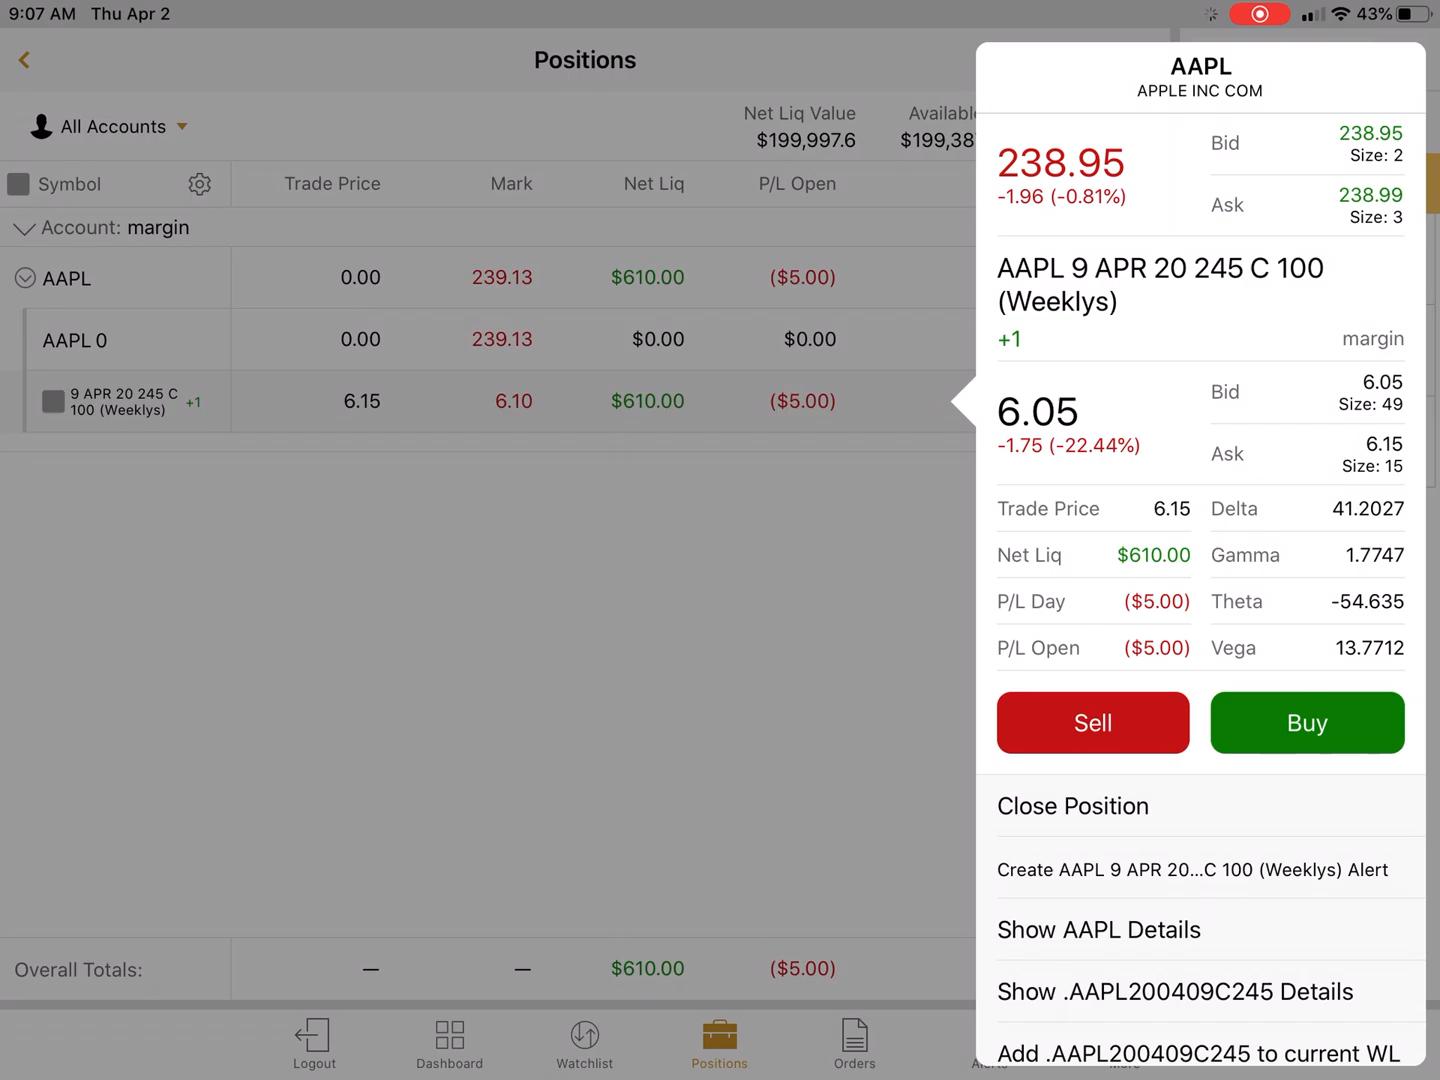 9:07 AM Thu Apr 2
43%
Positions
All Accounts
Net Liq Value
$199,997.6
Available
$199,38
Symbol Trade Price Mark Net Liq P/L Open
Account: margin
AAPL 0.00 239.13 $610.00 ($5.00)
AAPL 0 0.00 239.13 $0.00 $0.00
9 APR 20 245 C
100 (Weeklys) +1 6.15 6.10 $610.00 ($5.00)
Overall Totals: — — $610.00 ($5.00)
Logout Dashboard Watchlist Positions Orders Alerts More
AAPL
APPLE INC COM
238.95
-1.96 (-0.81%)
Bid 238.95
Size: 2
Ask 238.99
Size: 3
AAPL 9 APR 20 245 C 100
(Weeklys)
+1 margin
6.05
-1.75 (-22.44%)
Bid 6.05
Size: 49
Ask 6.15
Size: 15
Trade Price 6.15 Delta 41.2027
Net Liq $610.00 Gamma 1.7747
P/L Day ($5.00) Theta -54.635
P/L Open ($5.00) Vega 13.7712
Sell Buy
Close Position
Create AAPL 9 APR 20...C 100 (Weeklys) Alert
Show AAPL Details
Show .AAPL200409C245 Details
Add .AAPL200409C245 to current WL